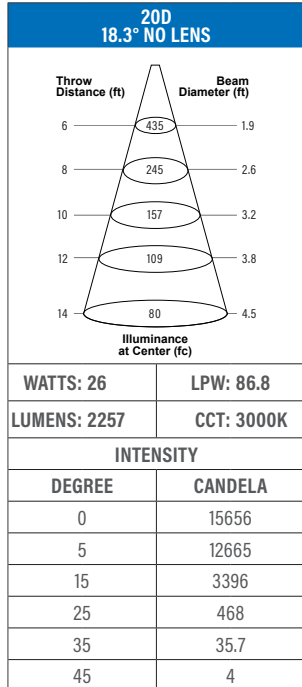 20D
18.3° NO LENS
Throw Beam
Distance (ft) Diameter (ft)
6 435 1.9
8 245 2.6
10 157 3.2
12 109 3.8
14 80 4.5
Illuminance
at Center (fc)
WATTS: 26 LPW: 86.8
LUMENS: 2257 CCT: 3000K
INTENSITY
DEGREE CANDELA
0 15656
5 12665
15 3396
25 468
35 35.7
45 4